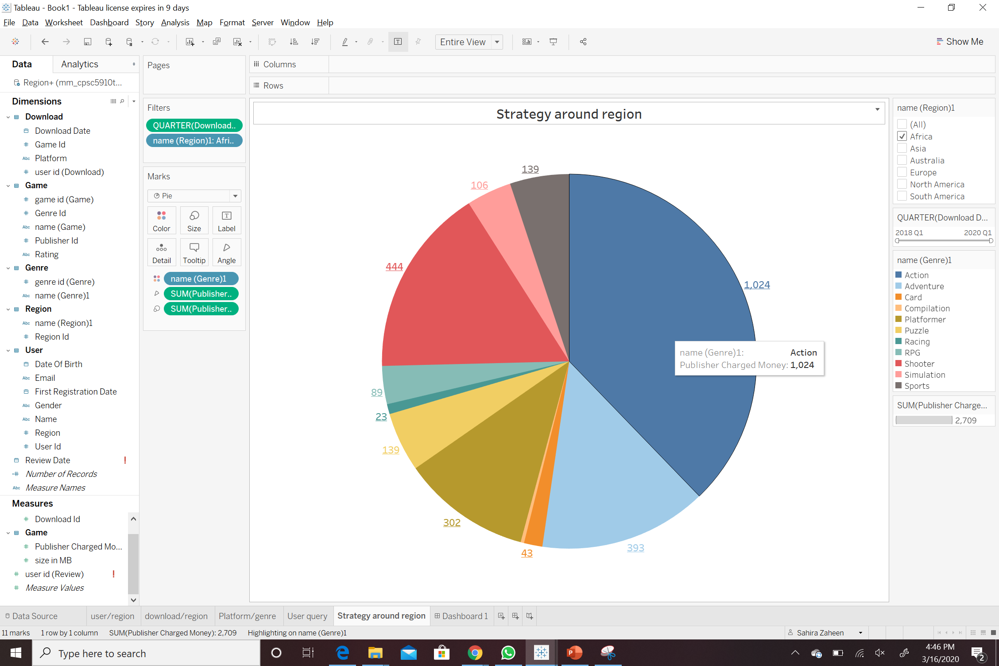 Tableau - Book1 - Tableau license expires in 9 days
File Data Worksheet Dashboard Story Analysis Map Format Server Window Help
Entire View
Show Me
Data Analytics
Region+ (mm_cpsc5910t...
Dimensions
Download
Download Date
# Game Id
Abc Platform
# user id (Download)
Game
# game id (Game)
# Genre Id
Abc name (Game)
# Publisher Id
Abc Rating
Genre
# genre id (Genre)
Abc name (Genre)1
Region
Abc name (Region)1
# Region Id
User
Date Of Birth
Abc Email
First Registration Date
Abc Gender
Abc Name
# Region
# User Id
Review Date !
=# Number of Records
Abc Measure Names
Measures
# Download Id
Game
# Publisher Charged Mo...
# size in MB
# user id (Review) !
# Measure Values
Pages
Filters
QUARTER(Download..
name (Region)1: Afri..
Marks
Pie
Color Size Label
Detail Tooltip Angle
name (Genre)1
SUM(Publisher..
SUM(Publisher..
Columns
Rows
Strategy around region
139
106
444
1,024
name (Genre)1: Action
Publisher Charged Money: 1,024
89
23
139
302
43
393
name (Region)1
(All)
Africa
Asia
Australia
Europe
North America
South America
QUARTER(Download D...
2018 Q1 2020 Q1
name (Genre)1
Action
Adventure
Card
Compilation
Platformer
Puzzle
Racing
RPG
Shooter
Simulation
Sports
SUM(Publisher Charge...
2,709
Data Source user/region download/region Platform/genre User query Strategy around region Dashboard 1
11 marks 1 row by 1 column SUM(Publisher Charged Money): 2,709 Highlighting on name (Genre)1 Sahira Zaheen
Type here to search
4:46 PM
3/16/2020
2